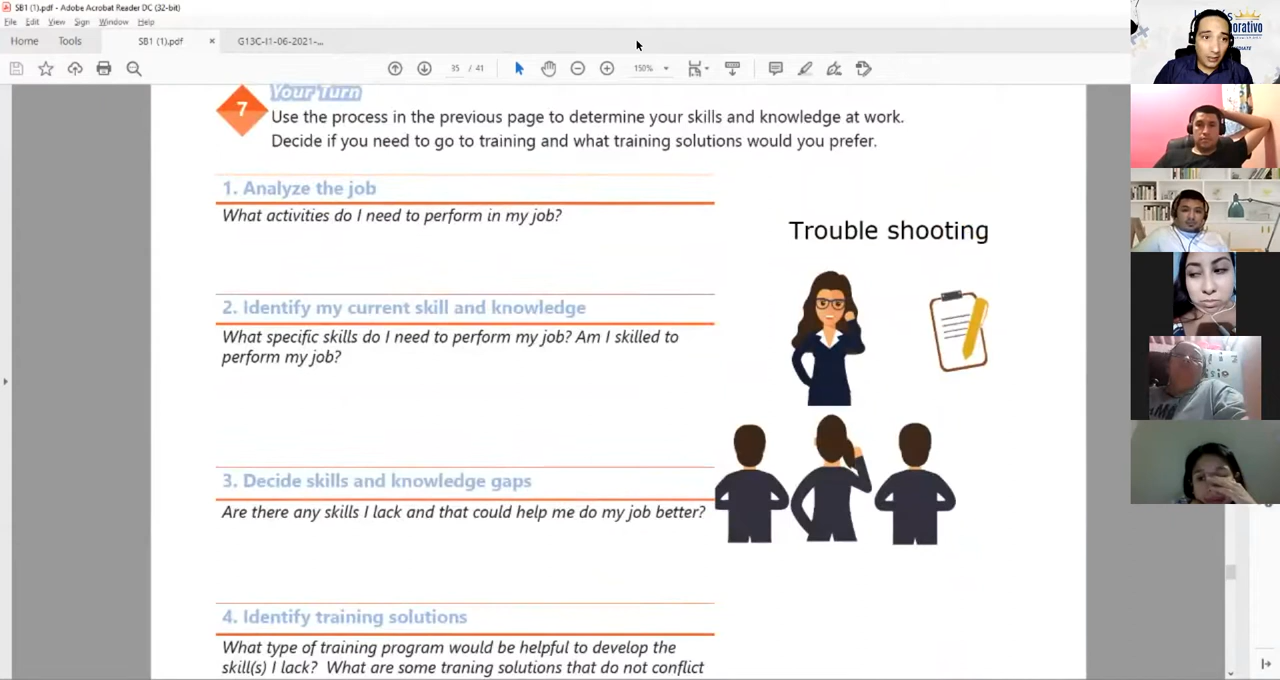 SB1 (1).pdf - Adobe Acrobat Reader DC (32-bit)
File Edit View Sign Window Help
Home Tools SB1 (1).pdf × G13C-I1-06-2021-...
35 / 41 150%
7 Your Turn
Use the process in the previous page to determine your skills and knowledge at work.
Decide if you need to go to training and what training solutions would you prefer.
1. Analyze the job
What activities do I need to perform in my job?
Trouble shooting
2. Identify my current skill and knowledge
What specific skills do I need to perform my job? Am I skilled to
perform my job?
3. Decide skills and knowledge gaps
Are there any skills I lack and that could help me do my job better?
4. Identify training solutions
What type of training program would be helpful to develop the
skill(s) I lack? What are some traning solutions that do not conflict